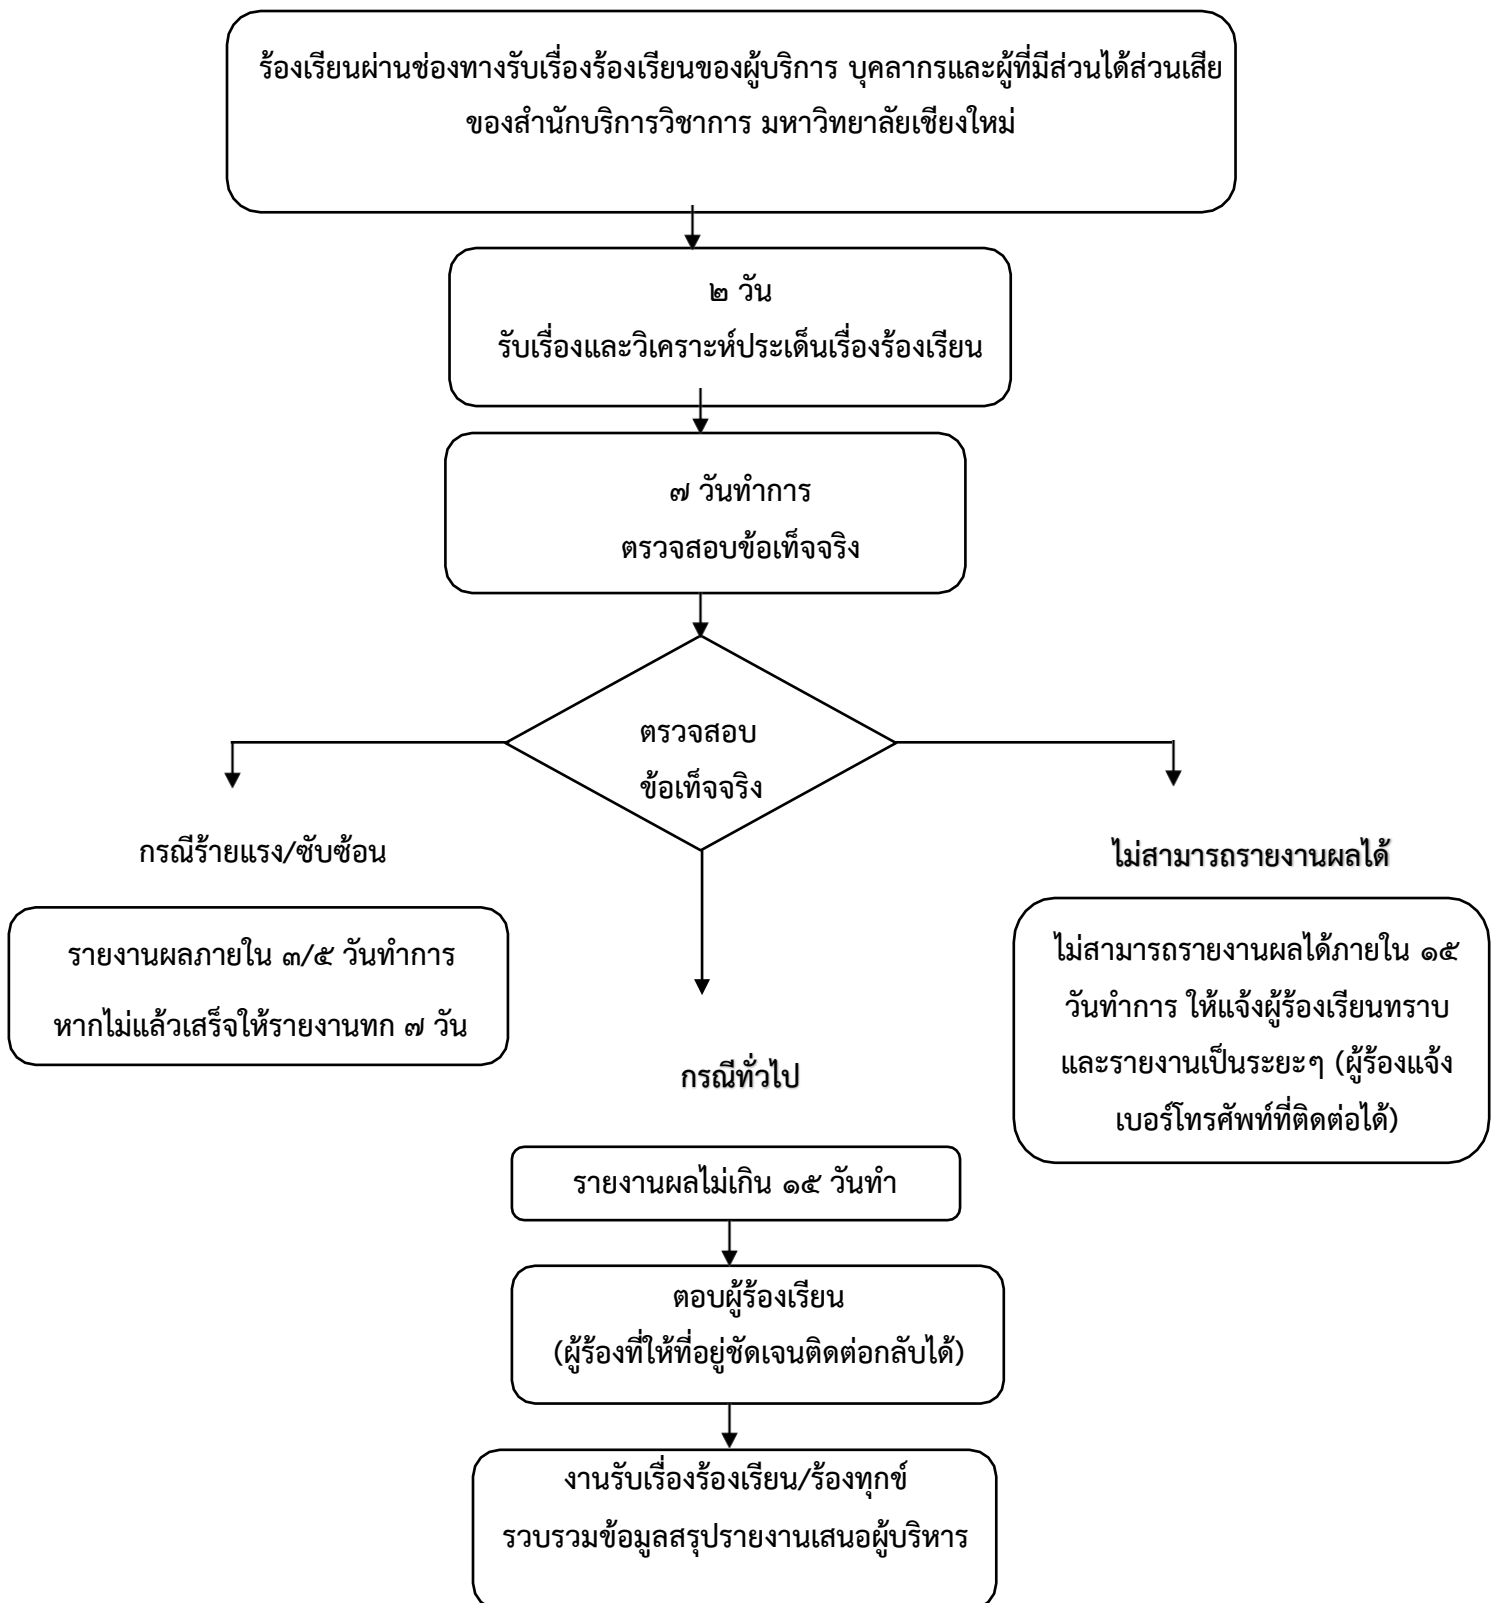 ร้องเรียนผ่านช่องทางรับเรื่องร้องเรียนของผู้บริการ บุคลากรและผู้ที่มีส่วนได้ส่วนเสีย
ของสำนักบริการวิชาการ มหาวิทยาลัยเชียงใหม่
๒ วัน
รับเรื่องและวิเคราะห์ประเด็นเรื่องร้องเรียน
๗ วันทำการ
ตรวจสอบข้อเท็จจริง
ตรวจสอบ
ข้อเท็จจริง
กรณีร้ายแรง/ซับซ้อน
รายงานผลภายใน ๓/๕ วันทำการ
หากไม่แล้วเสร็จให้รายงานทก ๗ วัน
ไม่สามารถรายงานผลได้
ไม่สามารถรายงานผลได้ภายใน ๑๕
วันทำการ ให้แจ้งผู้ร้องเรียนทราบ
และรายงานเป็นระยะๆ (ผู้ร้องแจ้ง
เบอร์โทรศัพท์ที่ติดต่อได้)
กรณีทั่วไป
รายงานผลไม่เกิน ๑๕ วันทำ
ตอบผู้ร้องเรียน
(ผู้ร้องที่ให้ที่อยู่ชัดเจนติดต่อกลับได้)
งานรับเรื่องร้องเรียน/ร้องทุกข์
รวบรวมข้อมูลสรุปรายงานเสนอผู้บริหาร